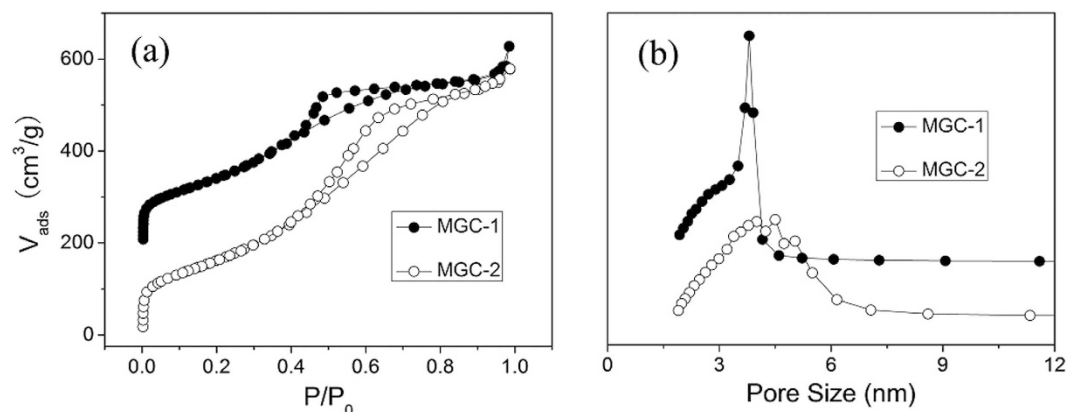 (a)
600
400
200
0
V_ads (cm³/g)
MGC-1
MGC-2
0.0 0.2 0.4 0.6 0.8 1.0
P/P₀
(b)
MGC-1
MGC-2
0 3 6 9 12
Pore Size (nm)